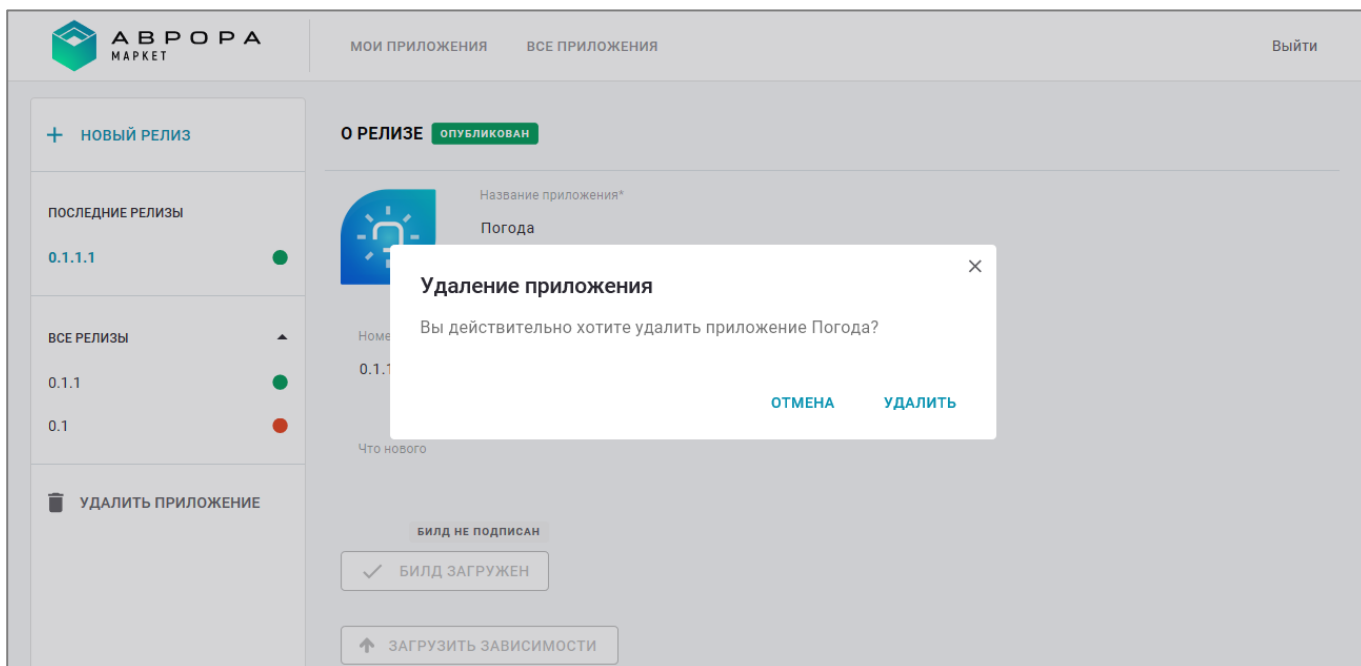 АВРОРА
МАРКЕТ
МОИ ПРИЛОЖЕНИЯ
ВСЕ ПРИЛОЖЕНИЯ
Выйти
НОВЫЙ РЕЛИЗ
ПОСЛЕДНИЕ РЕЛИЗЫ
0.1.1.1
ВСЕ РЕЛИЗЫ
0.1.1
0.1
УДАЛИТЬ ПРИЛОЖЕНИЕ
О РЕЛИЗЕ ОПУБЛИКОВАН
Название приложения*
Погода
Удаление приложения
Вы действительно хотите удалить приложение Погода?
ОТМЕНА
УДАЛИТЬ
Что нового
БИЛД НЕ ПОДПИСАН
БИЛД ЗАГРУЖЕН
ЗАГРУЗИТЬ ЗАВИСИМОСТИ